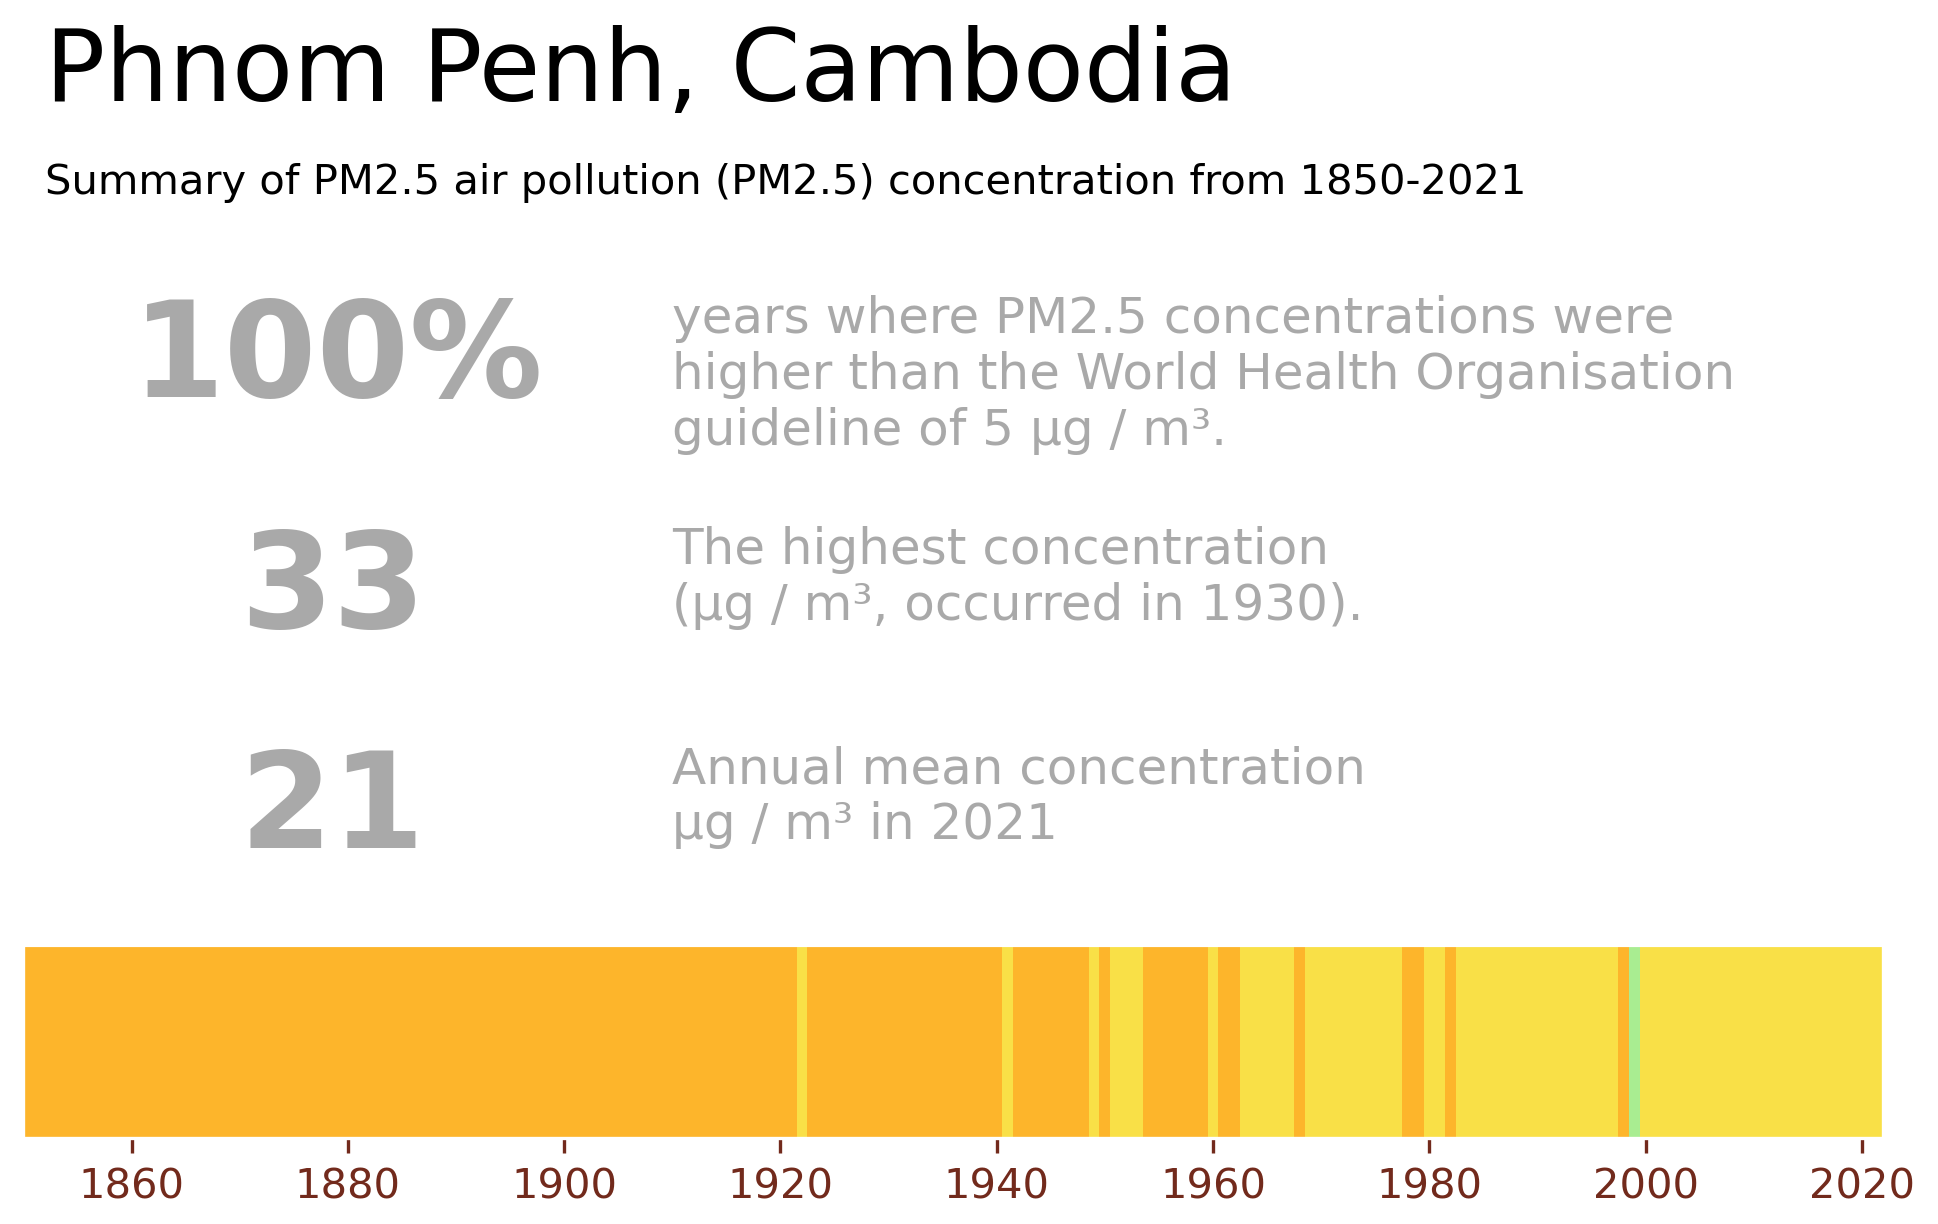 Phnom Penh, Cambodia
Summary of PM2.5 air pollution (PM2.5) concentration from 1850-2021
100%
years where PM2.5 concentrations were
higher than the World Health Organisation
guideline of 5 µg / m³.
33
The highest concentration
(µg / m³, occurred in 1930).
21
Annual mean concentration
µg / m³ in 2021
1860 1880 1900 1920 1940 1960 1980 2000 2020